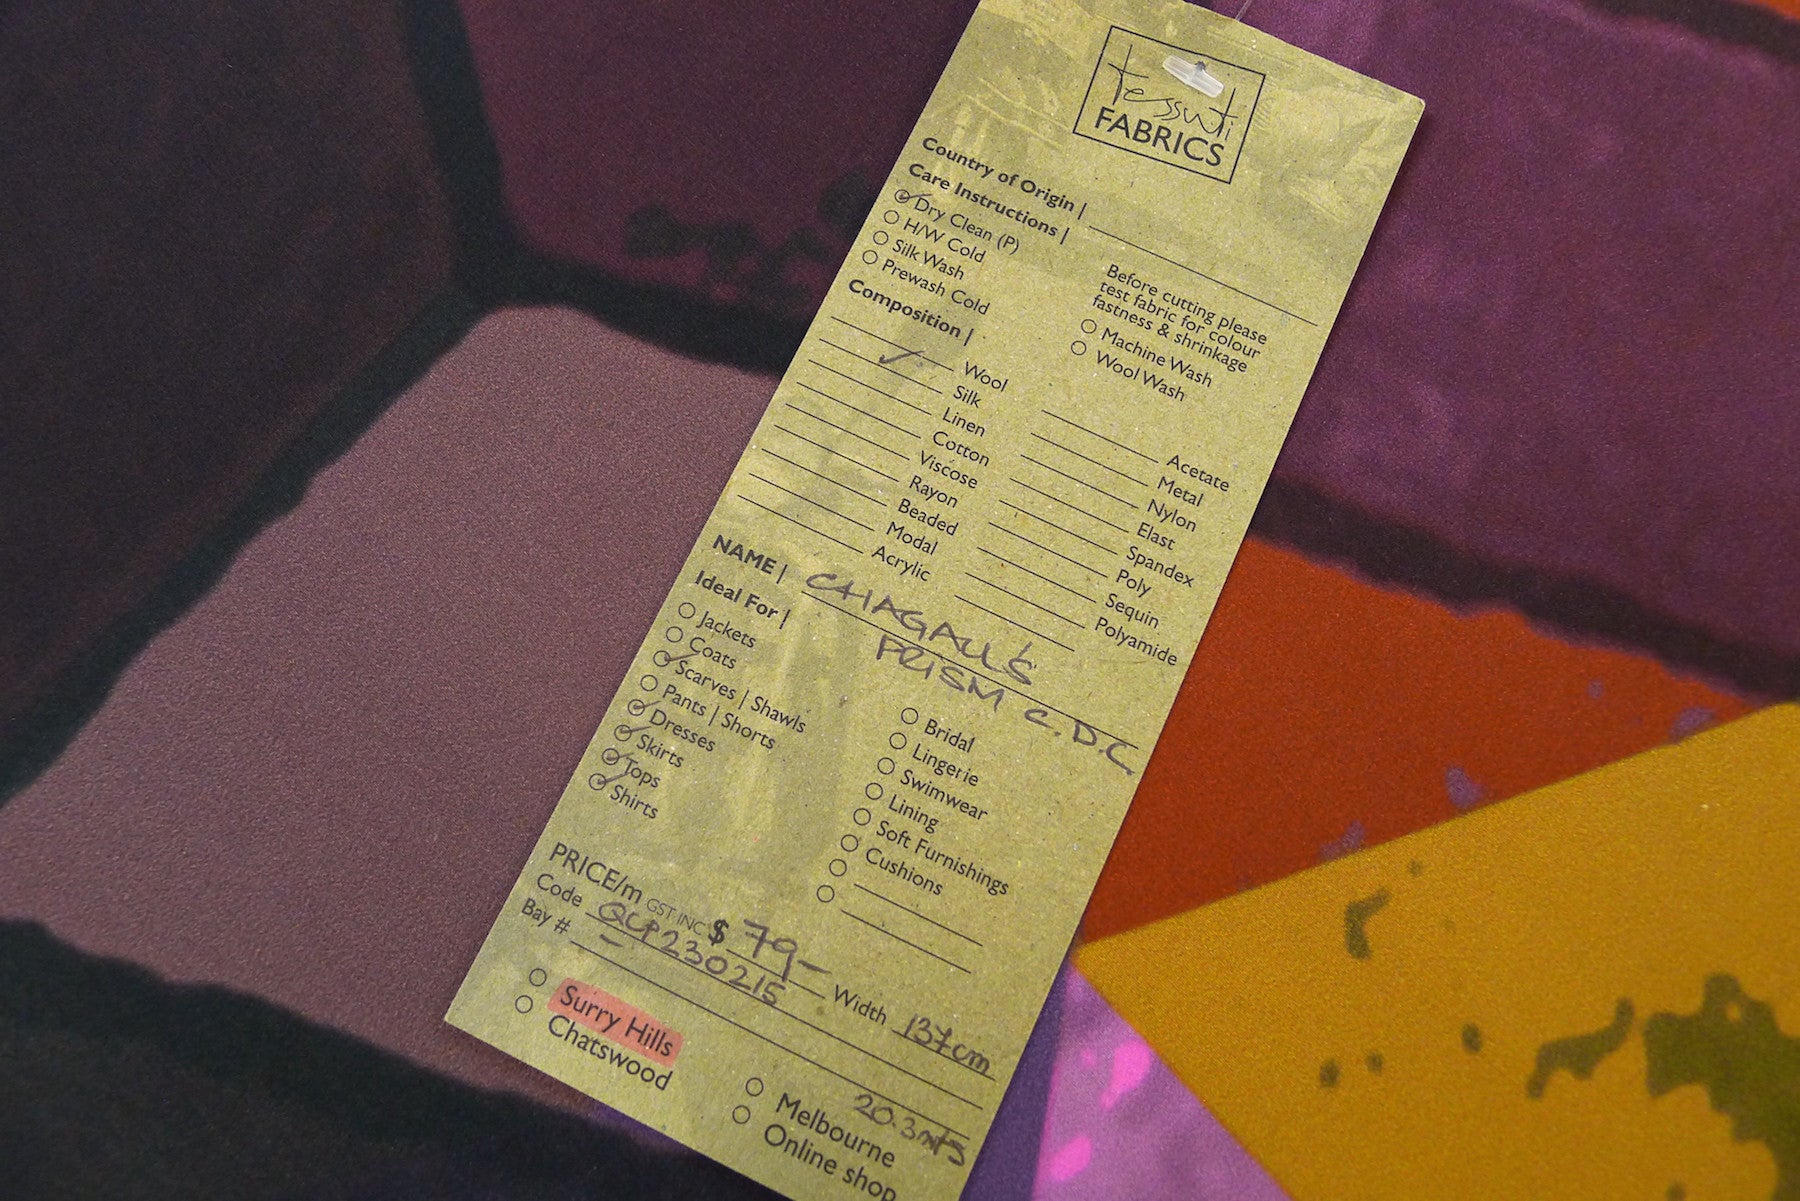 tessuti
FABRICS
Country of Origin |
Care Instructions |
Dry Clean (P)
H/W Cold
Silk Wash
Prewash Cold
Before cutting please
test fabric for colour
fastness & shrinkage
Machine Wash
Wool Wash
Composition |
Wool
Silk
Linen
Cotton
Viscose
Rayon
Beaded
Modal
Acrylic
Acetate
Metal
Nylon
Elast
Spandex
Poly
Sequin
Polyamide
NAME | CHAGALL'S
PRISM C.D.C.
Ideal For |
Jackets
Coats
Scarves | Shawls
Pants | Shorts
Dresses
Skirts
Tops
Shirts
Bridal
Lingerie
Swimwear
Lining
Soft Furnishings
Cushions
PRICE/m GST INC $ 79-
Code QCP230215 Width 137cm
Bay # -
20.3mts
Surry Hills
Chatswood
Melbourne
Online shop